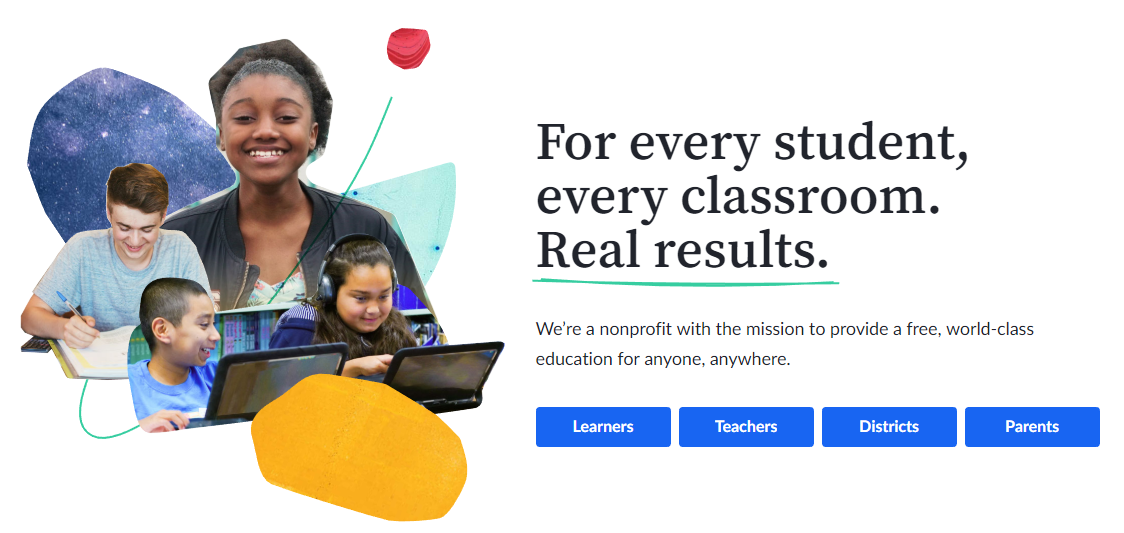 For every student,
every classroom.
Real results.
We’re a nonprofit with the mission to provide a free, world-class
education for anyone, anywhere.
Learners
Teachers
Districts
Parents